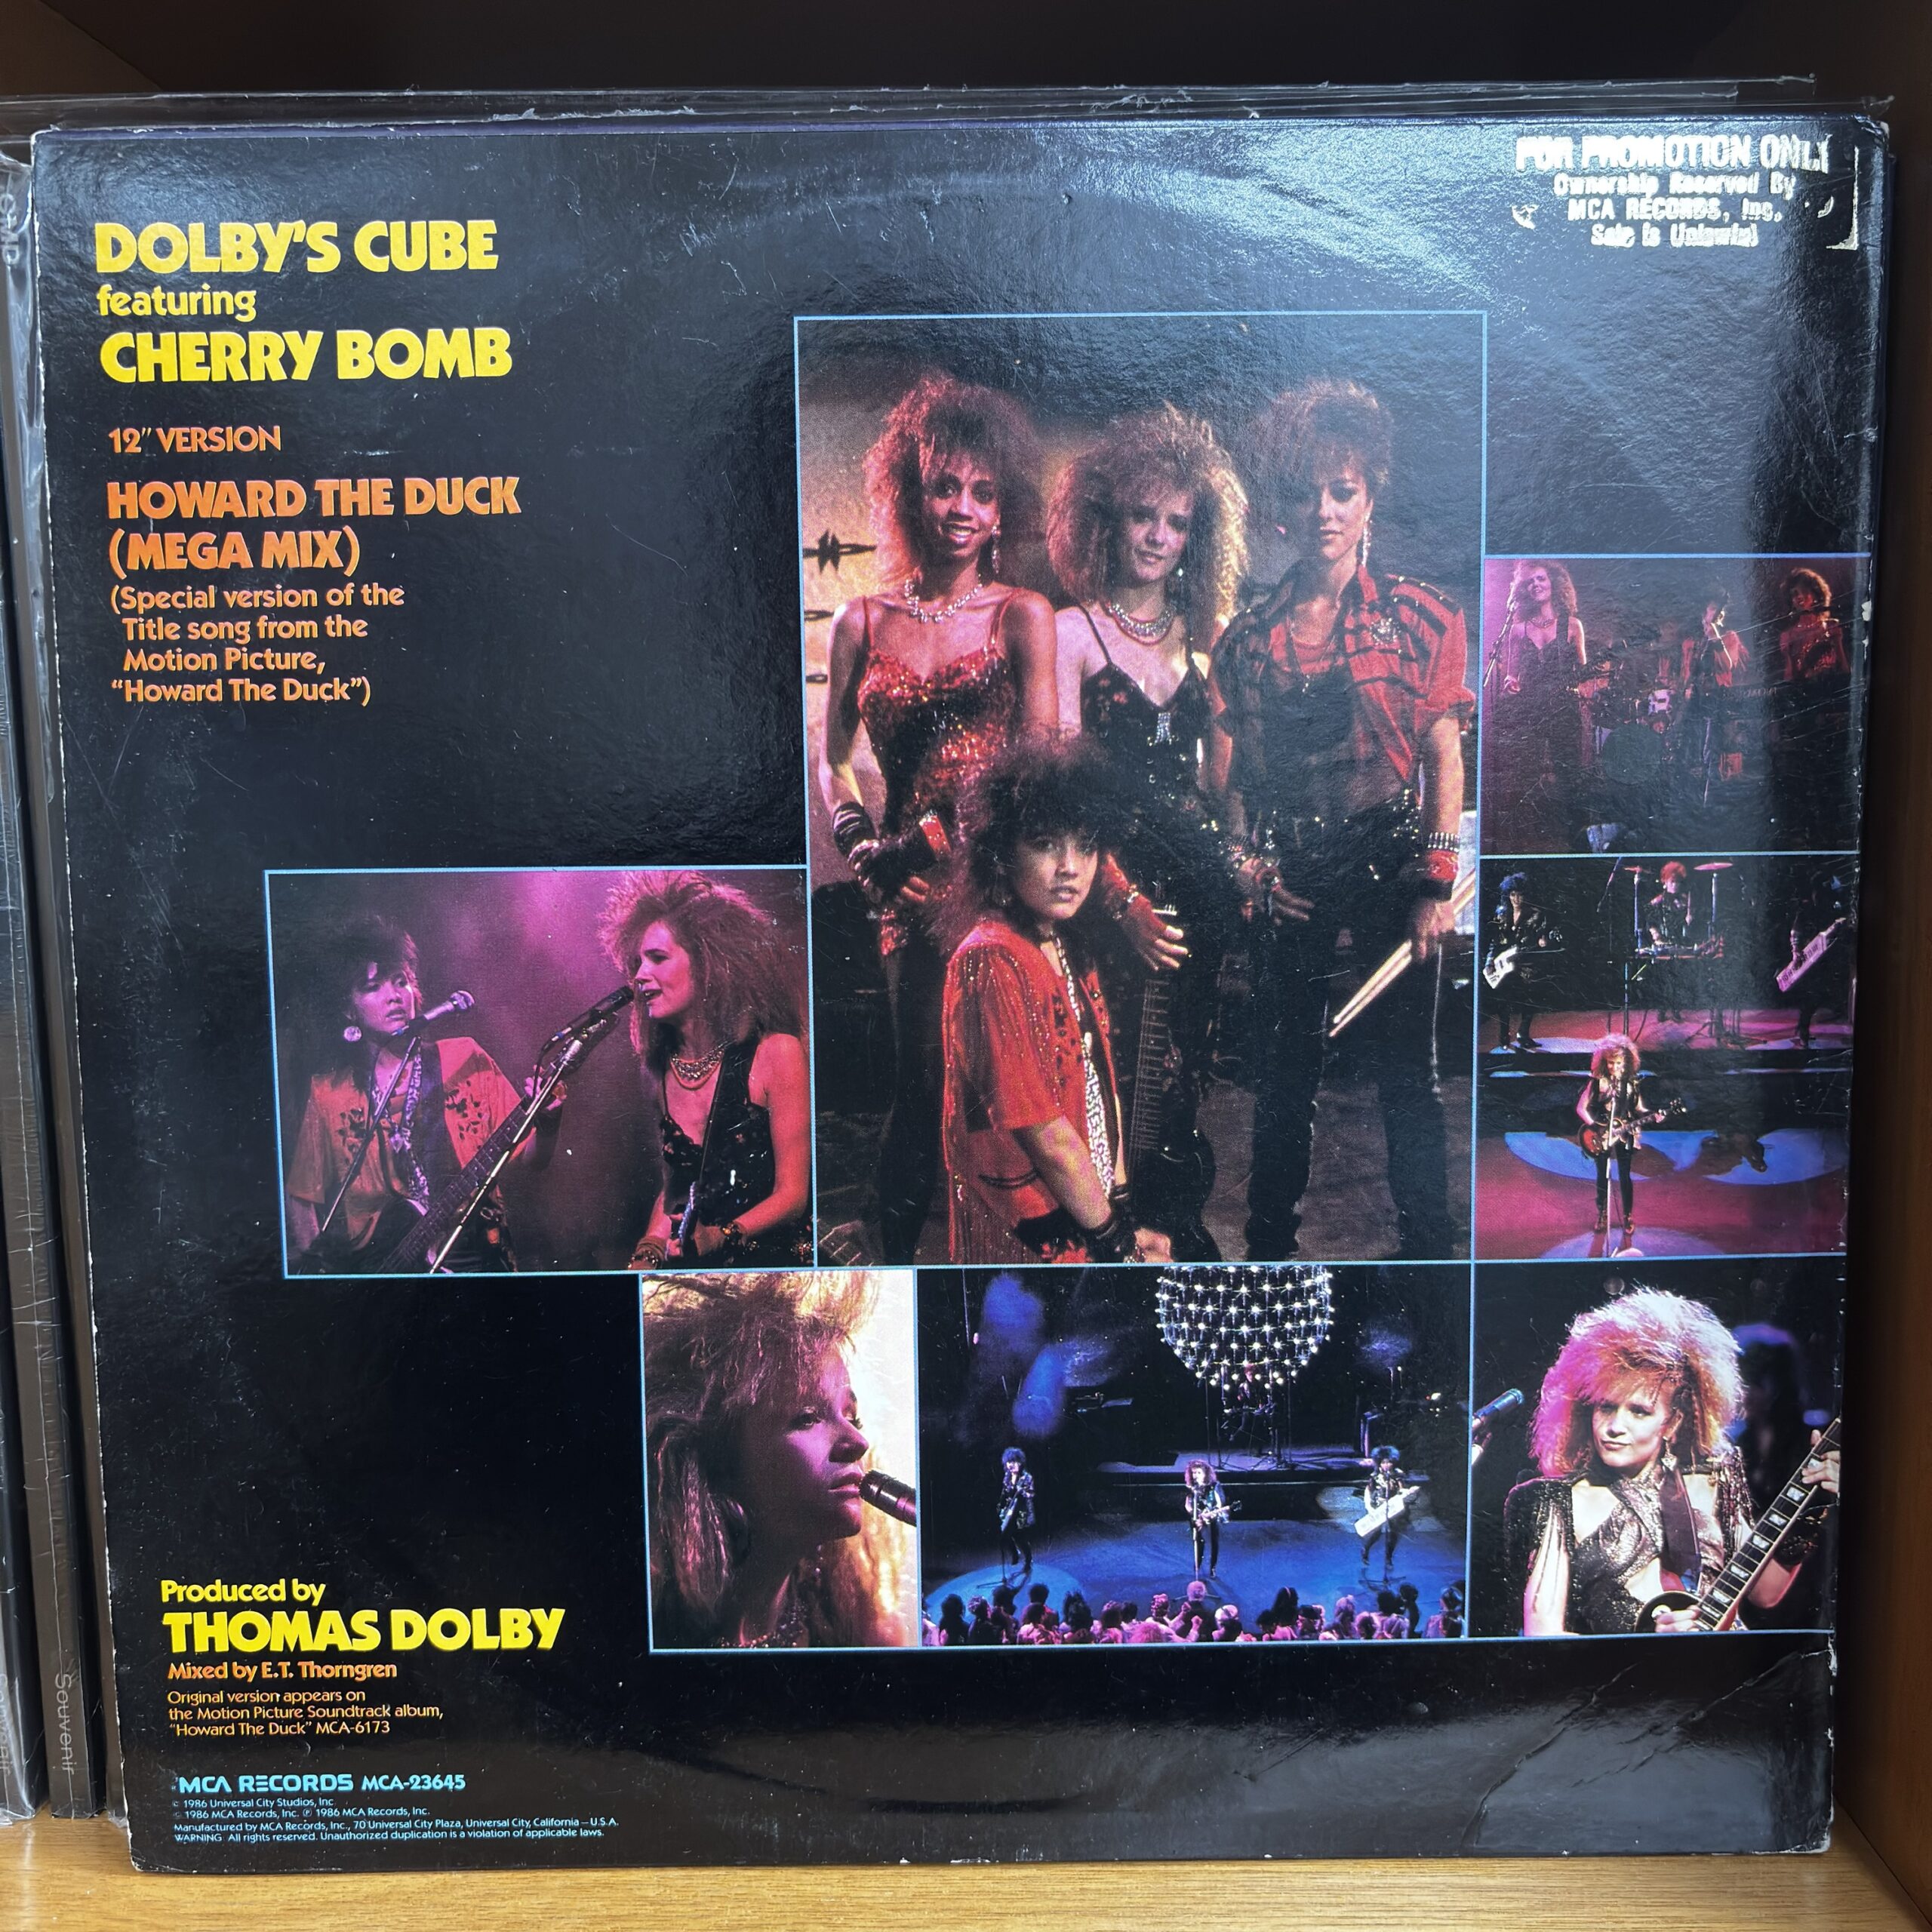 FOR PROMOTION ONLY
Ownership Reserved By
MCA RECORDS, Inc.
Sale is Unlawful
DOLBY'S CUBE
featuring
CHERRY BOMB
12" VERSION
HOWARD THE DUCK
(MEGA MIX)
(Special version of the
Title song from the
Motion Picture,
"Howard The Duck")
Produced by
THOMAS DOLBY
Mixed by E.T. Thorngren
Original version appears on
the Motion Picture Soundtrack album,
"Howard The Duck" MCA-6173
MCA RECORDS MCA-23645
© 1986 Universal City Studios, Inc.
© 1986 MCA Records, Inc. ℗ 1986 MCA Records, Inc.
Manufactured by MCA Records, Inc., 70 Universal City Plaza, Universal City, California – U.S.A.
WARNING: All rights reserved. Unauthorized duplication is a violation of applicable laws.
Souvenir